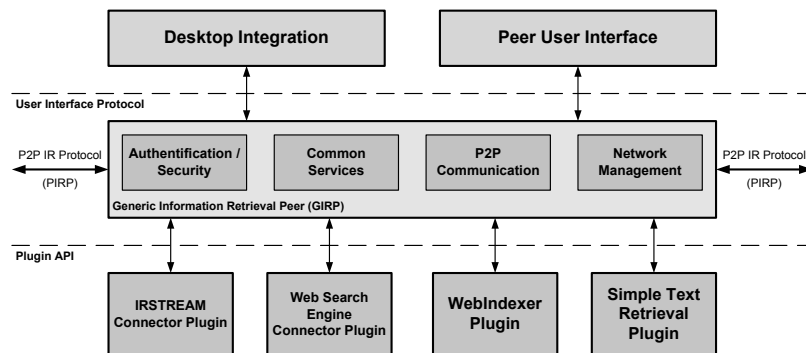 Desktop Integration
Peer User Interface
User Interface Protocol
P2P IR Protocol
(PIRP)
Authentification /
Security
Common
Services
P2P
Communication
Network
Management
P2P IR Protocol
(PIRP)
Generic Information Retrieval Peer (GIRP)
Plugin API
IRSTREAM
Connector Plugin
Web Search
Engine
Connector Plugin
WebIndexer
Plugin
Simple Text
Retrieval
Plugin